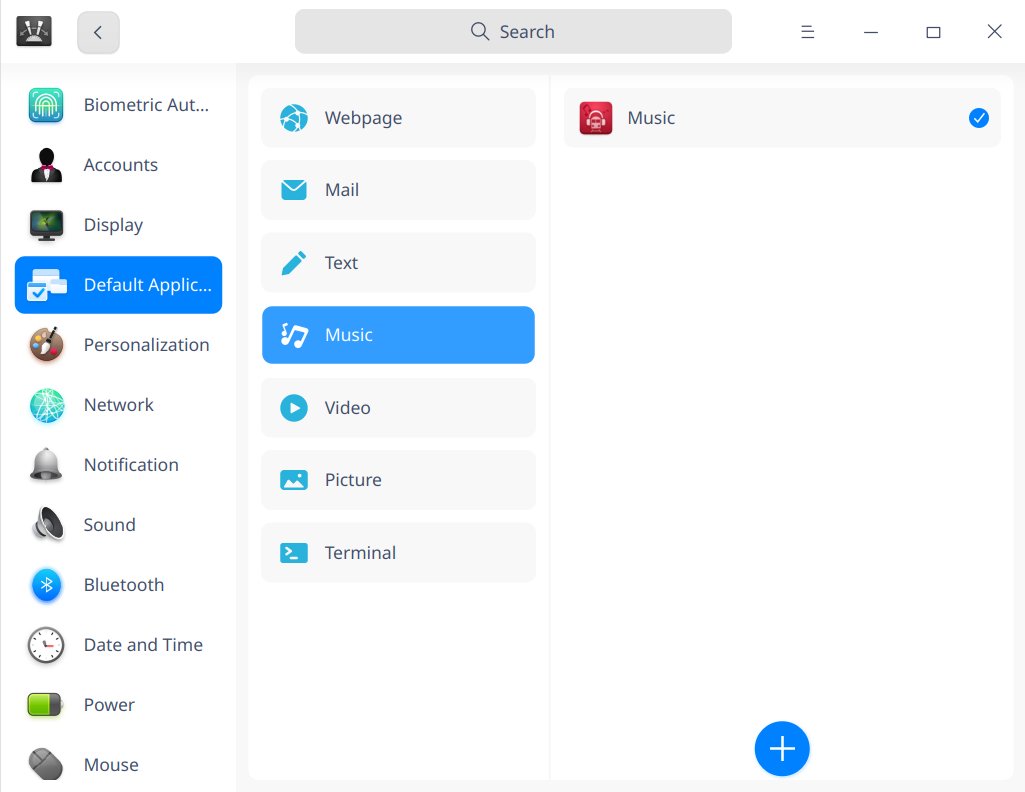 Search
Biometric Aut...
Accounts
Display
Default Applic...
Personalization
Network
Notification
Sound
Bluetooth
Date and Time
Power
Mouse
Webpage
Mail
Text
Music
Video
Picture
Terminal
Music